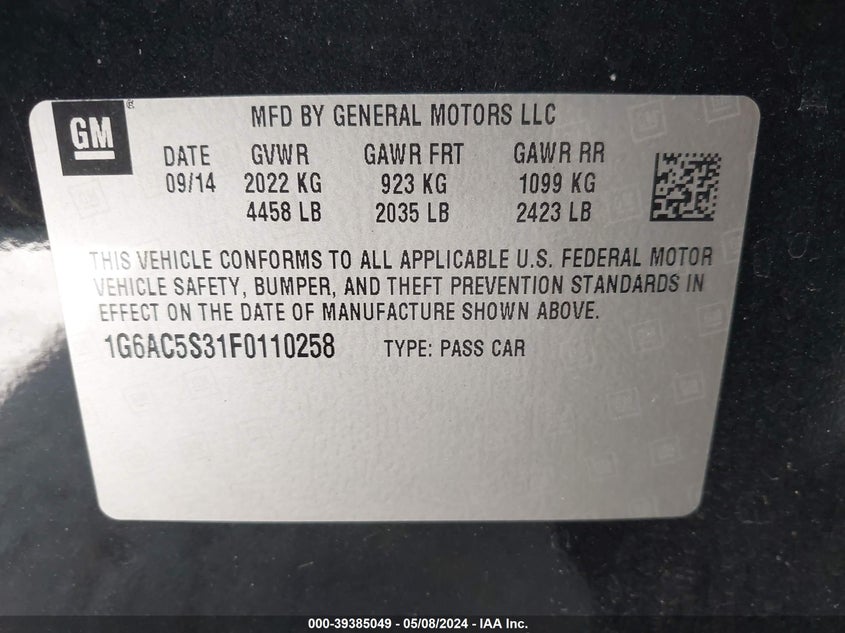 GM
MFD BY GENERAL MOTORS LLC
DATE GVWR GAWR FRT GAWR RR
09/14 2022 KG 923 KG 1099 KG
4458 LB 2035 LB 2423 LB
THIS VEHICLE CONFORMS TO ALL APPLICABLE U.S. FEDERAL MOTOR
VEHICLE SAFETY, BUMPER, AND THEFT PREVENTION STANDARDS IN
EFFECT ON THE DATE OF MANUFACTURE SHOWN ABOVE.
1G6AC5S31F0110258 TYPE: PASS CAR
000-39385049 - 05/08/2024 - IAA Inc.